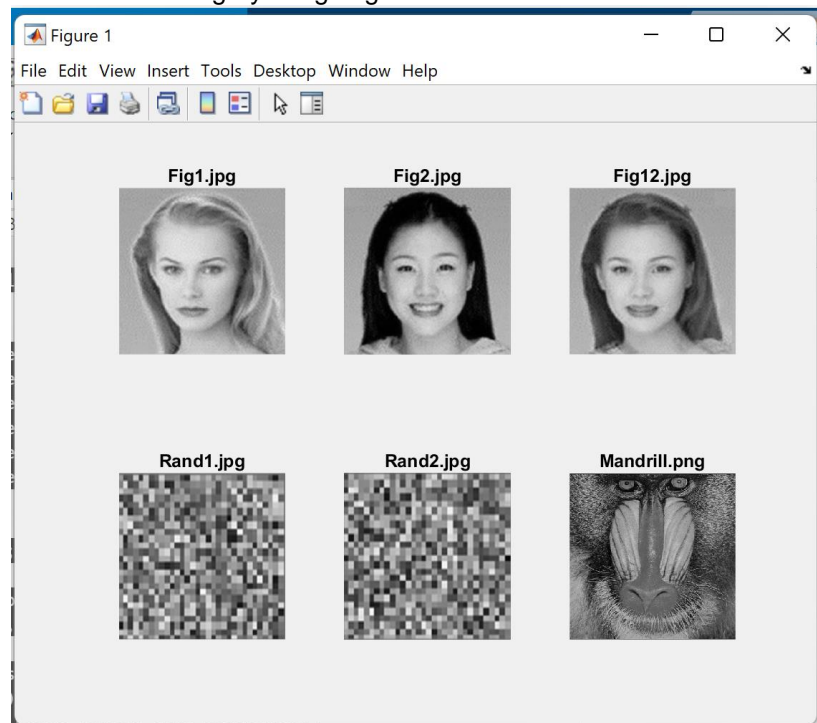 Figure 1
File Edit View Insert Tools Desktop Window Help
Fig1.jpg Fig2.jpg Fig12.jpg
Rand1.jpg Rand2.jpg Mandrill.png